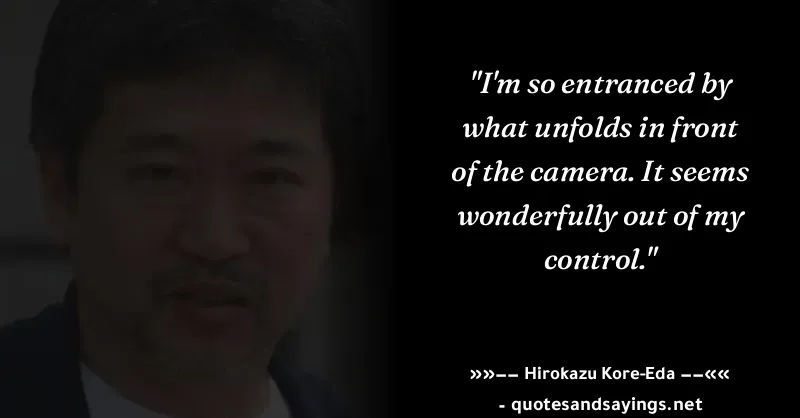 "I'm so entranced by
what unfolds in front
of the camera. It seems
wonderfully out of my
control."
»»−− Hirokazu Kore-Eda −−««
- quotesandsayings.net